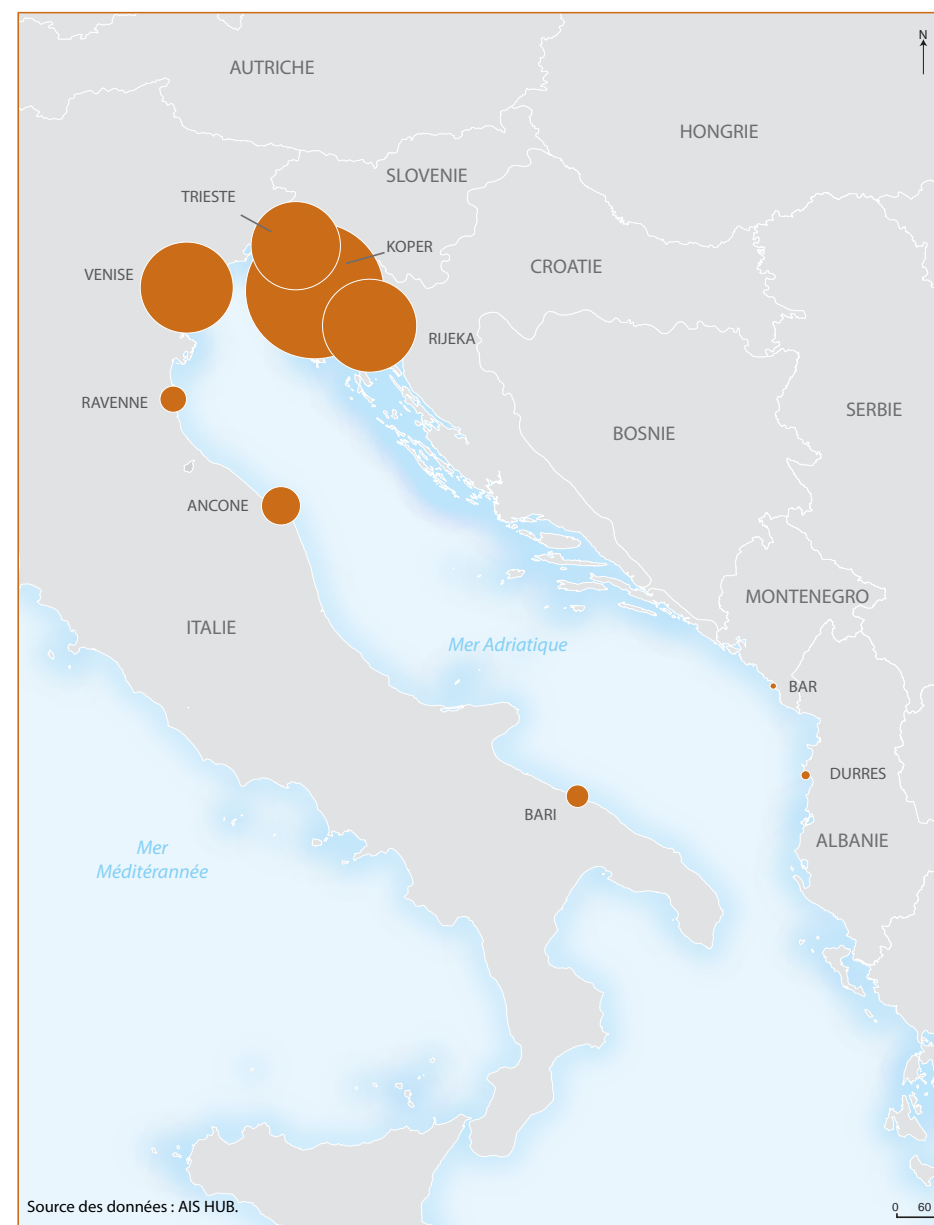 N
AUTRICHE
HONGRIE
SLOVENIE
TRIESTE
KOPER
CROATIE
VENISE
RIJEKA
RAVENNE
SERBIE
BOSNIE
ANCONE
MONTENEGRO
ITALIE
Mer Adriatique
BAR
DURRES
BARI
ALBANIE
Mer
Méditérannée
Source des données : AIS HUB.
0 60